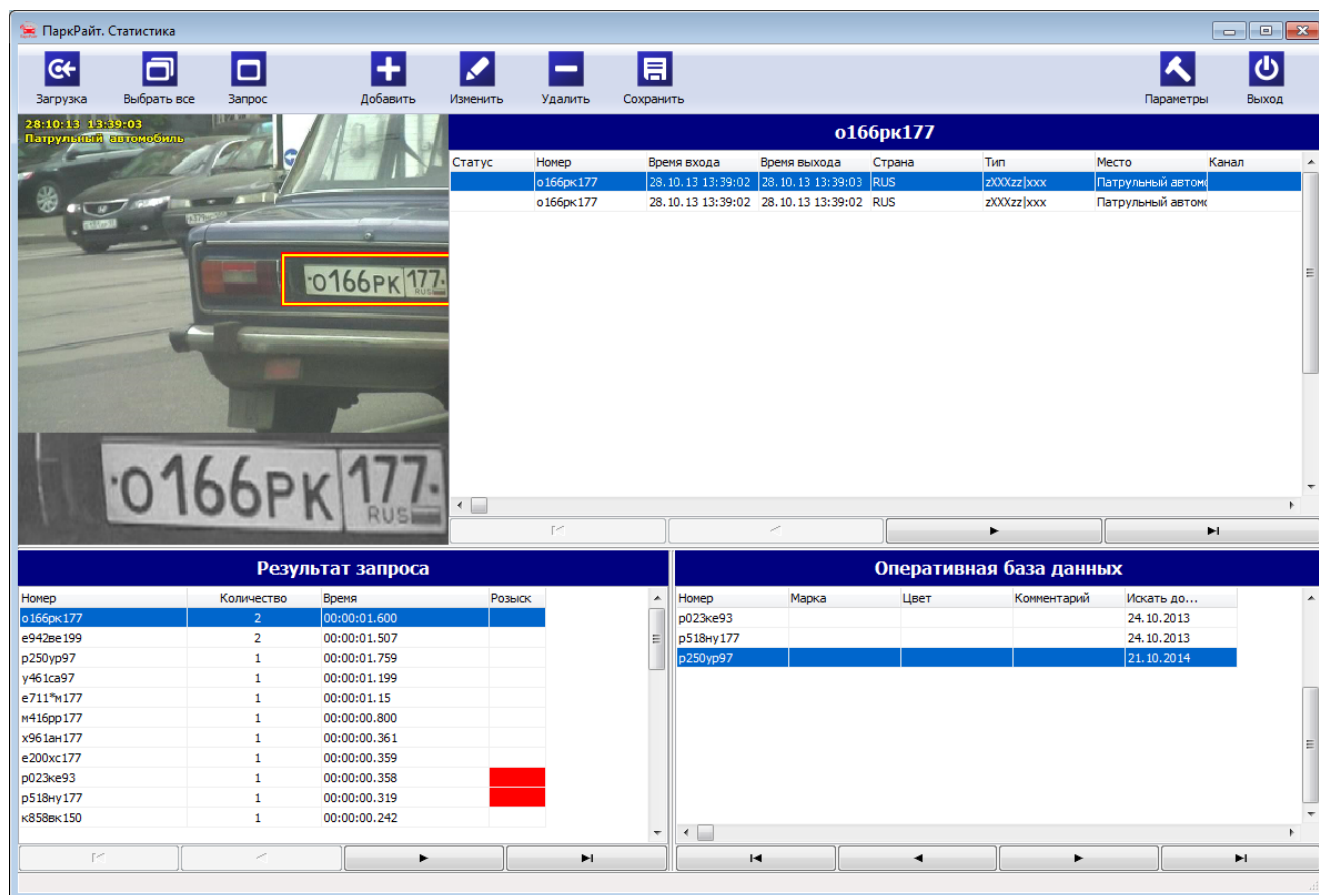 ПаркРайт. Статистика
Загрузка Выбрать все Запрос Добавить Изменить Удалить Сохранить Параметры Выход
28:10:13 13:39:03
Патрульный автомобиль
о166рк177
Статус Номер Время входа Время выхода Страна Тип Место Канал
о166рк177 28.10.13 13:39:02 28.10.13 13:39:03 RUS zXXXzz|xxx Патрульный автомо
о166рк177 28.10.13 13:39:02 28.10.13 13:39:02 RUS zXXXzz|xxx Патрульный автомо
О166РК 177
RUS
О166РК 177
RUS
Результат запроса
Номер Количество Время Розыск
о166рк177 2 00:00:01.600
е942ве199 2 00:00:01.507
р250ур97 1 00:00:01.759
у461са97 1 00:00:01.199
е711*м177 1 00:00:01.15
м416рр177 1 00:00:00.800
х961ан177 1 00:00:00.361
е200хс177 1 00:00:00.359
р023ке93 1 00:00:00.358
р518ну177 1 00:00:00.319
к858вк150 1 00:00:00.242
Оперативная база данных
Номер Марка Цвет Комментарий Искать до...
р023ке93 24.10.2013
р518ну177 24.10.2013
р250ур97 21.10.2014